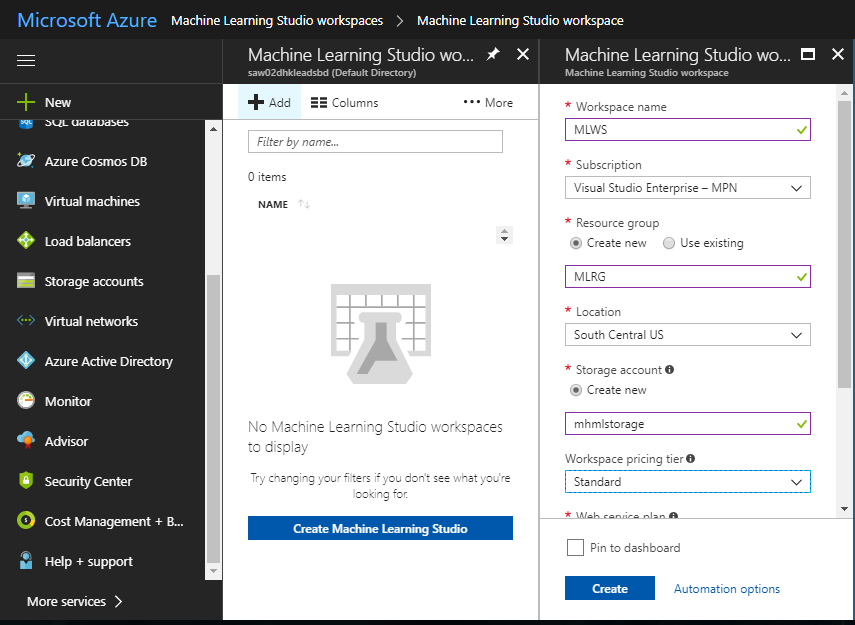 Microsoft Azure Machine Learning Studio workspaces > Machine Learning Studio workspace
New
SQL databases
Azure Cosmos DB
Virtual machines
Load balancers
Storage accounts
Virtual networks
Azure Active Directory
Monitor
Advisor
Security Center
Cost Management + B...
Help + support
More services >
Machine Learning Studio wo...
saw02dhkleadsbd (Default Directory)
Add Columns ••• More
Filter by name...
0 items
NAME
No Machine Learning Studio workspaces
to display
Try changing your filters if you don't see what you're
looking for.
Create Machine Learning Studio
Machine Learning Studio wo...
Machine Learning Studio workspace
* Workspace name
MLWS
* Subscription
Visual Studio Enterprise – MPN
* Resource group
Create new Use existing
MLRG
* Location
South Central US
* Storage account
Create new
mhmlstorage
Workspace pricing tier
Standard
* Web service plan
Pin to dashboard
Create Automation options